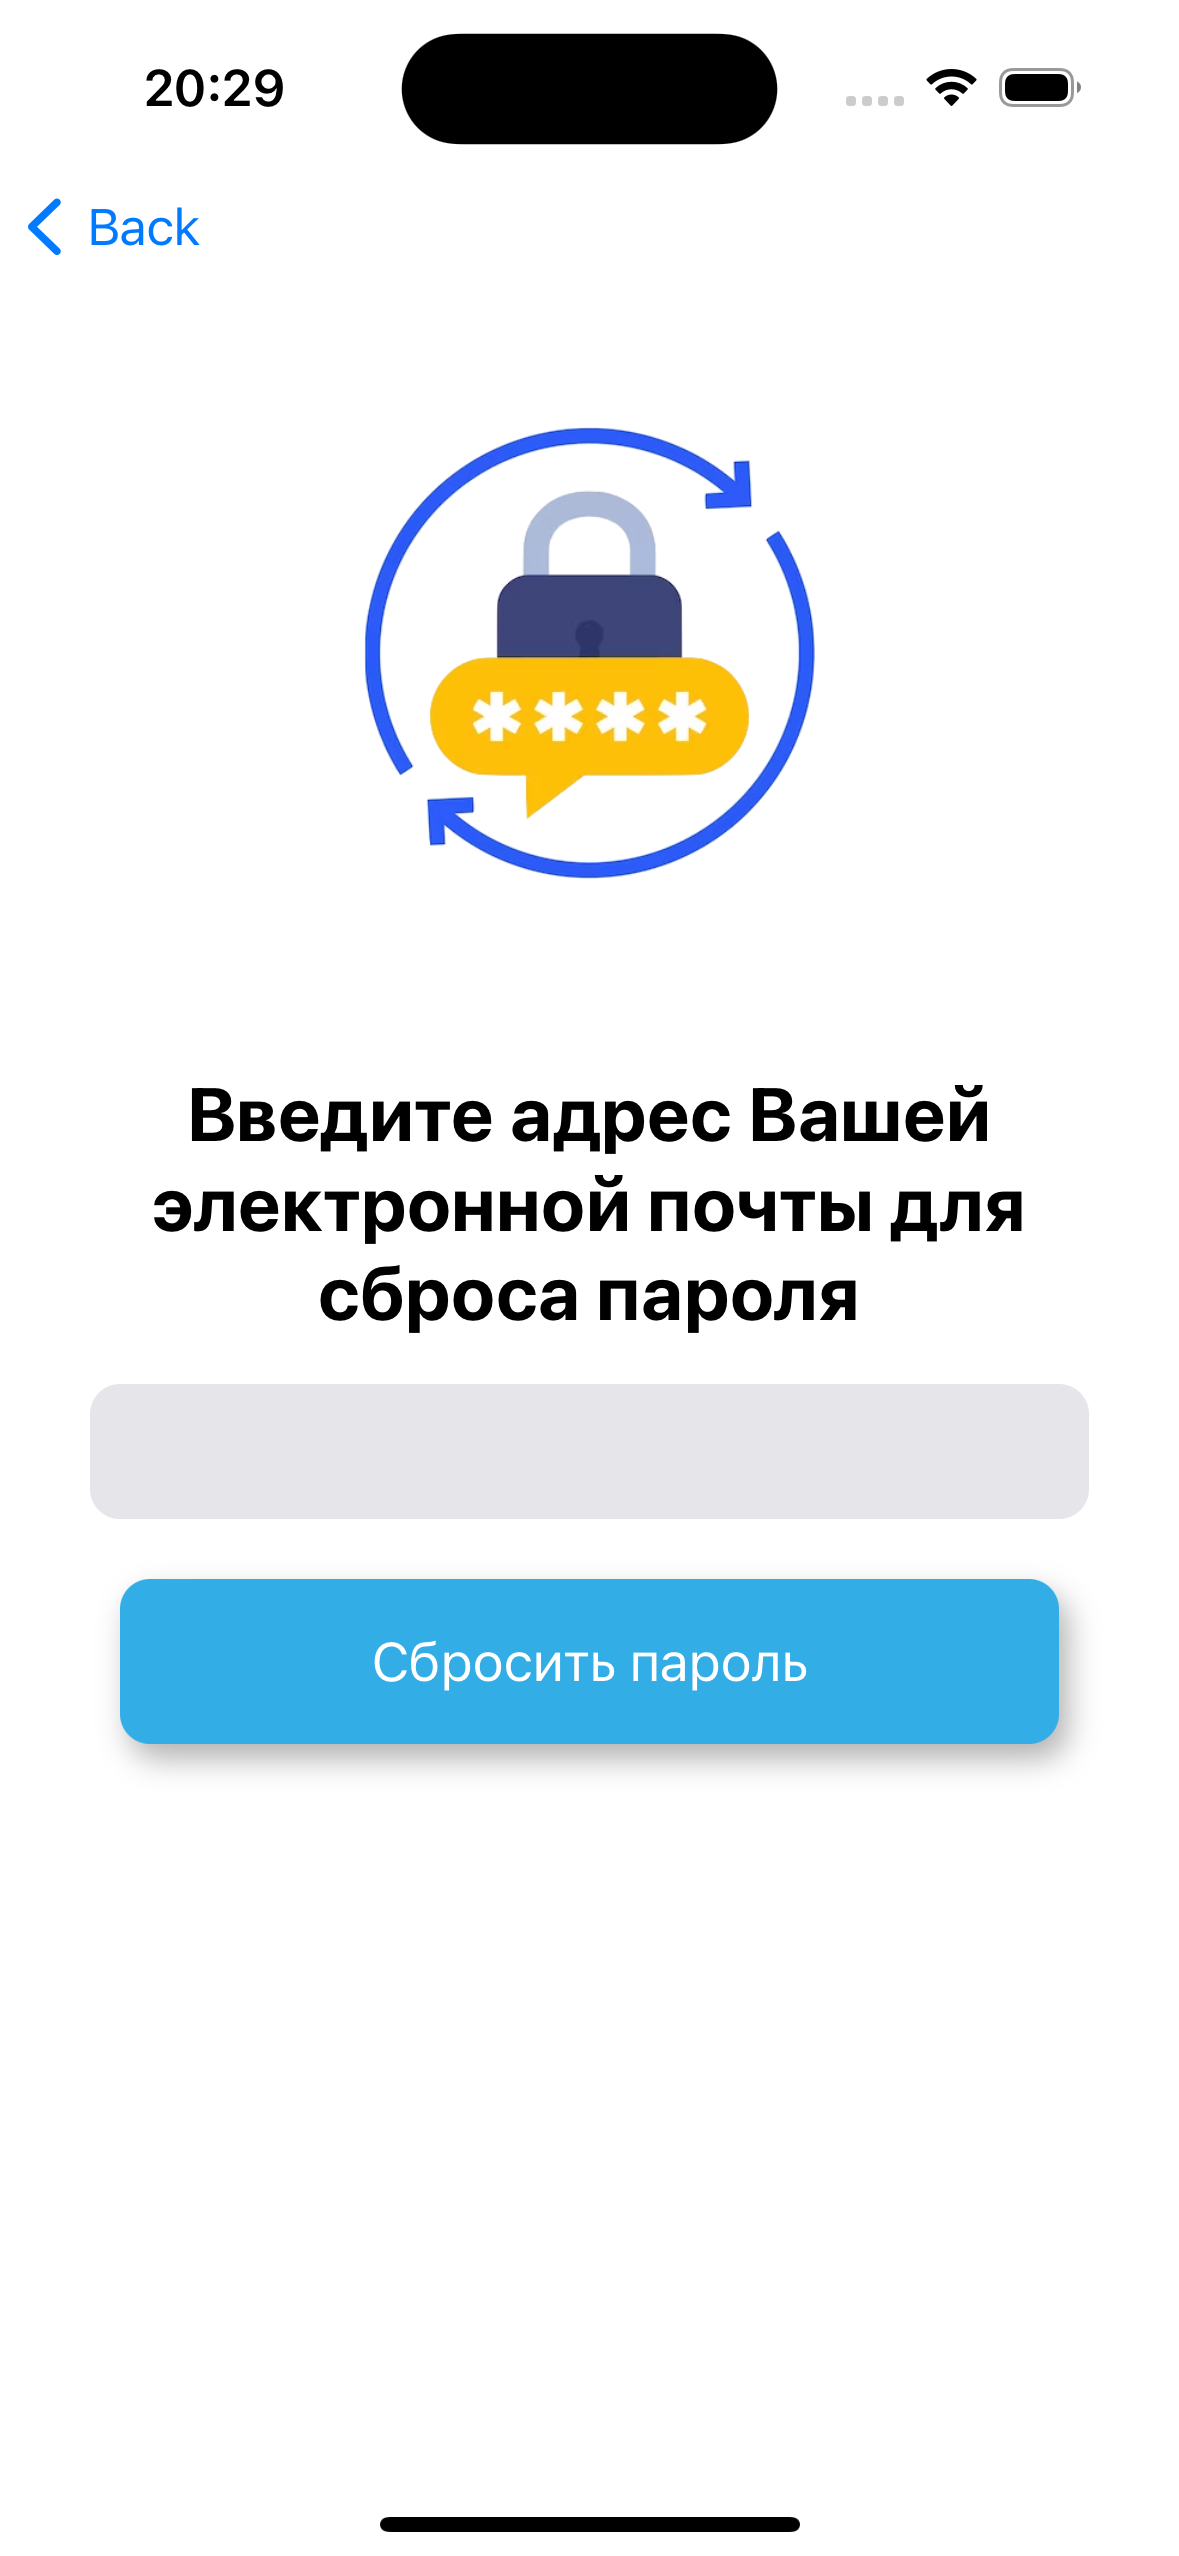 20:29
Back
****
Введите адрес Вашей
электронной почты для
сброса пароля
Сбросить пароль